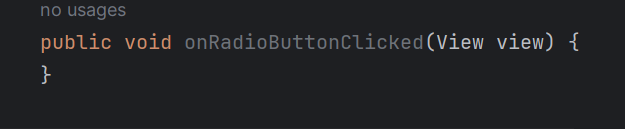 no usages
public void onRadioButtonClicked(View view) {
}